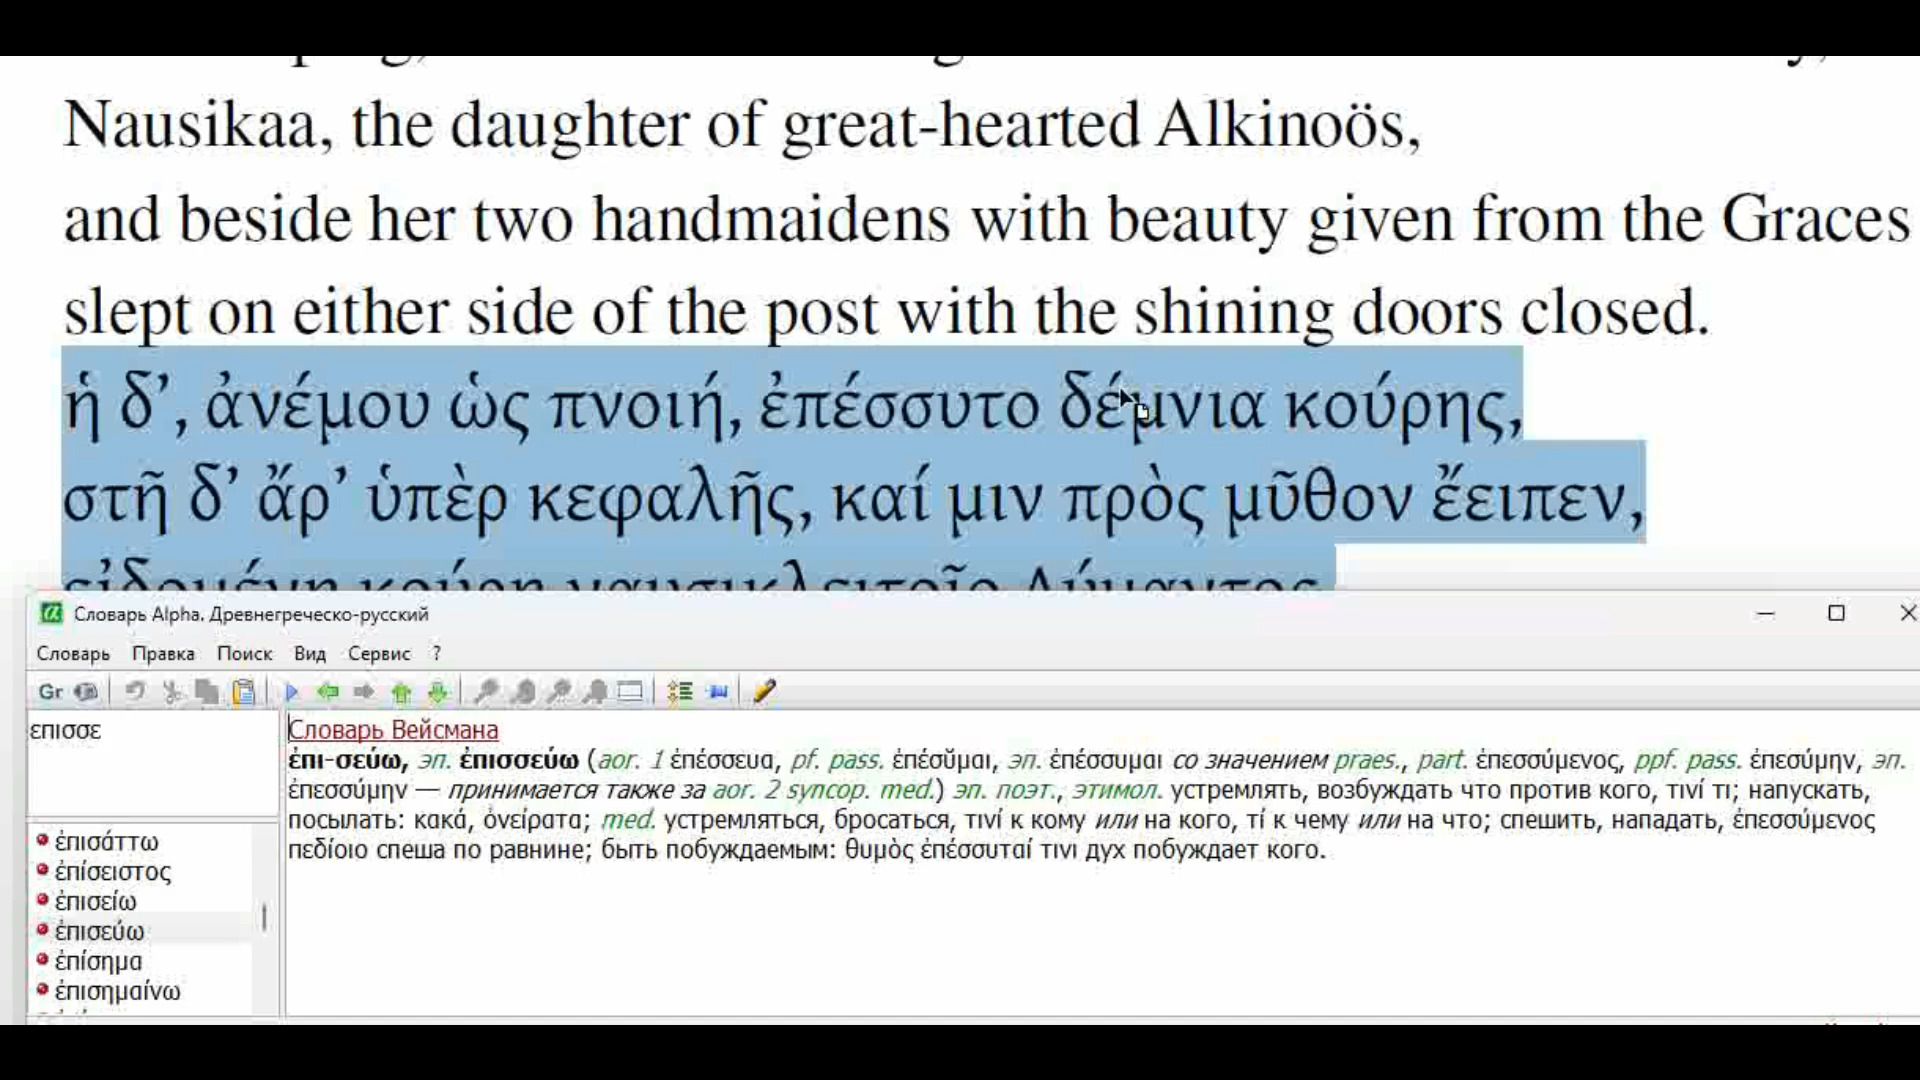 Nausikaa, the daughter of great-hearted Alkinoös,
and beside her two handmaidens with beauty given from the Graces
slept on either side of the post with the shining doors closed.
ἡ δ’, ἀνέμου ὡς πνοιή, ἐπέσσυτο δέμνια κούρης,
στῆ δ’ ἄρ’ ὑπὲρ κεφαλῆς, καί μιν πρὸς μῦθον ἔειπεν,
εἰδομένη κούρῃ ναυσικλειτοῖο Δύμαντος,
Словарь Alpha. Древнегреческо-русский
Словарь Правка Поиск Вид Сервис ?
Gr
επισσε
ἐπισάττω
ἐπίσειστος
ἐπισείω
ἐπισεύω
ἐπίσημα
ἐπισημαίνω
Словарь Вейсмана
ἐπι-σεύω, эп. ἐπισσεύω (aor. 1 ἐπέσσευα, pf. pass. ἐπέσῠμαι, эп. ἐπέσσυμαι со значением praes., part. ἐπεσσύμενος, ppf. pass. ἐπεσύμην, эп.
ἐπεσσύμην — принимается также за aor. 2 syncop. med.) эп. поэт., этимол. устремлять, возбуждать что против кого, τινί τι; напускать,
посылать: κακά, ὀνείρατα; med. устремляться, бросаться, τινί к кому или на кого, τί к чему или на что; спешить, нападать, ἐπεσσύμενος
πεδίοιο спеша по равнине; быть побуждаемым: θυμὸς ἐπέσσυταί τινι дух побуждает кого.